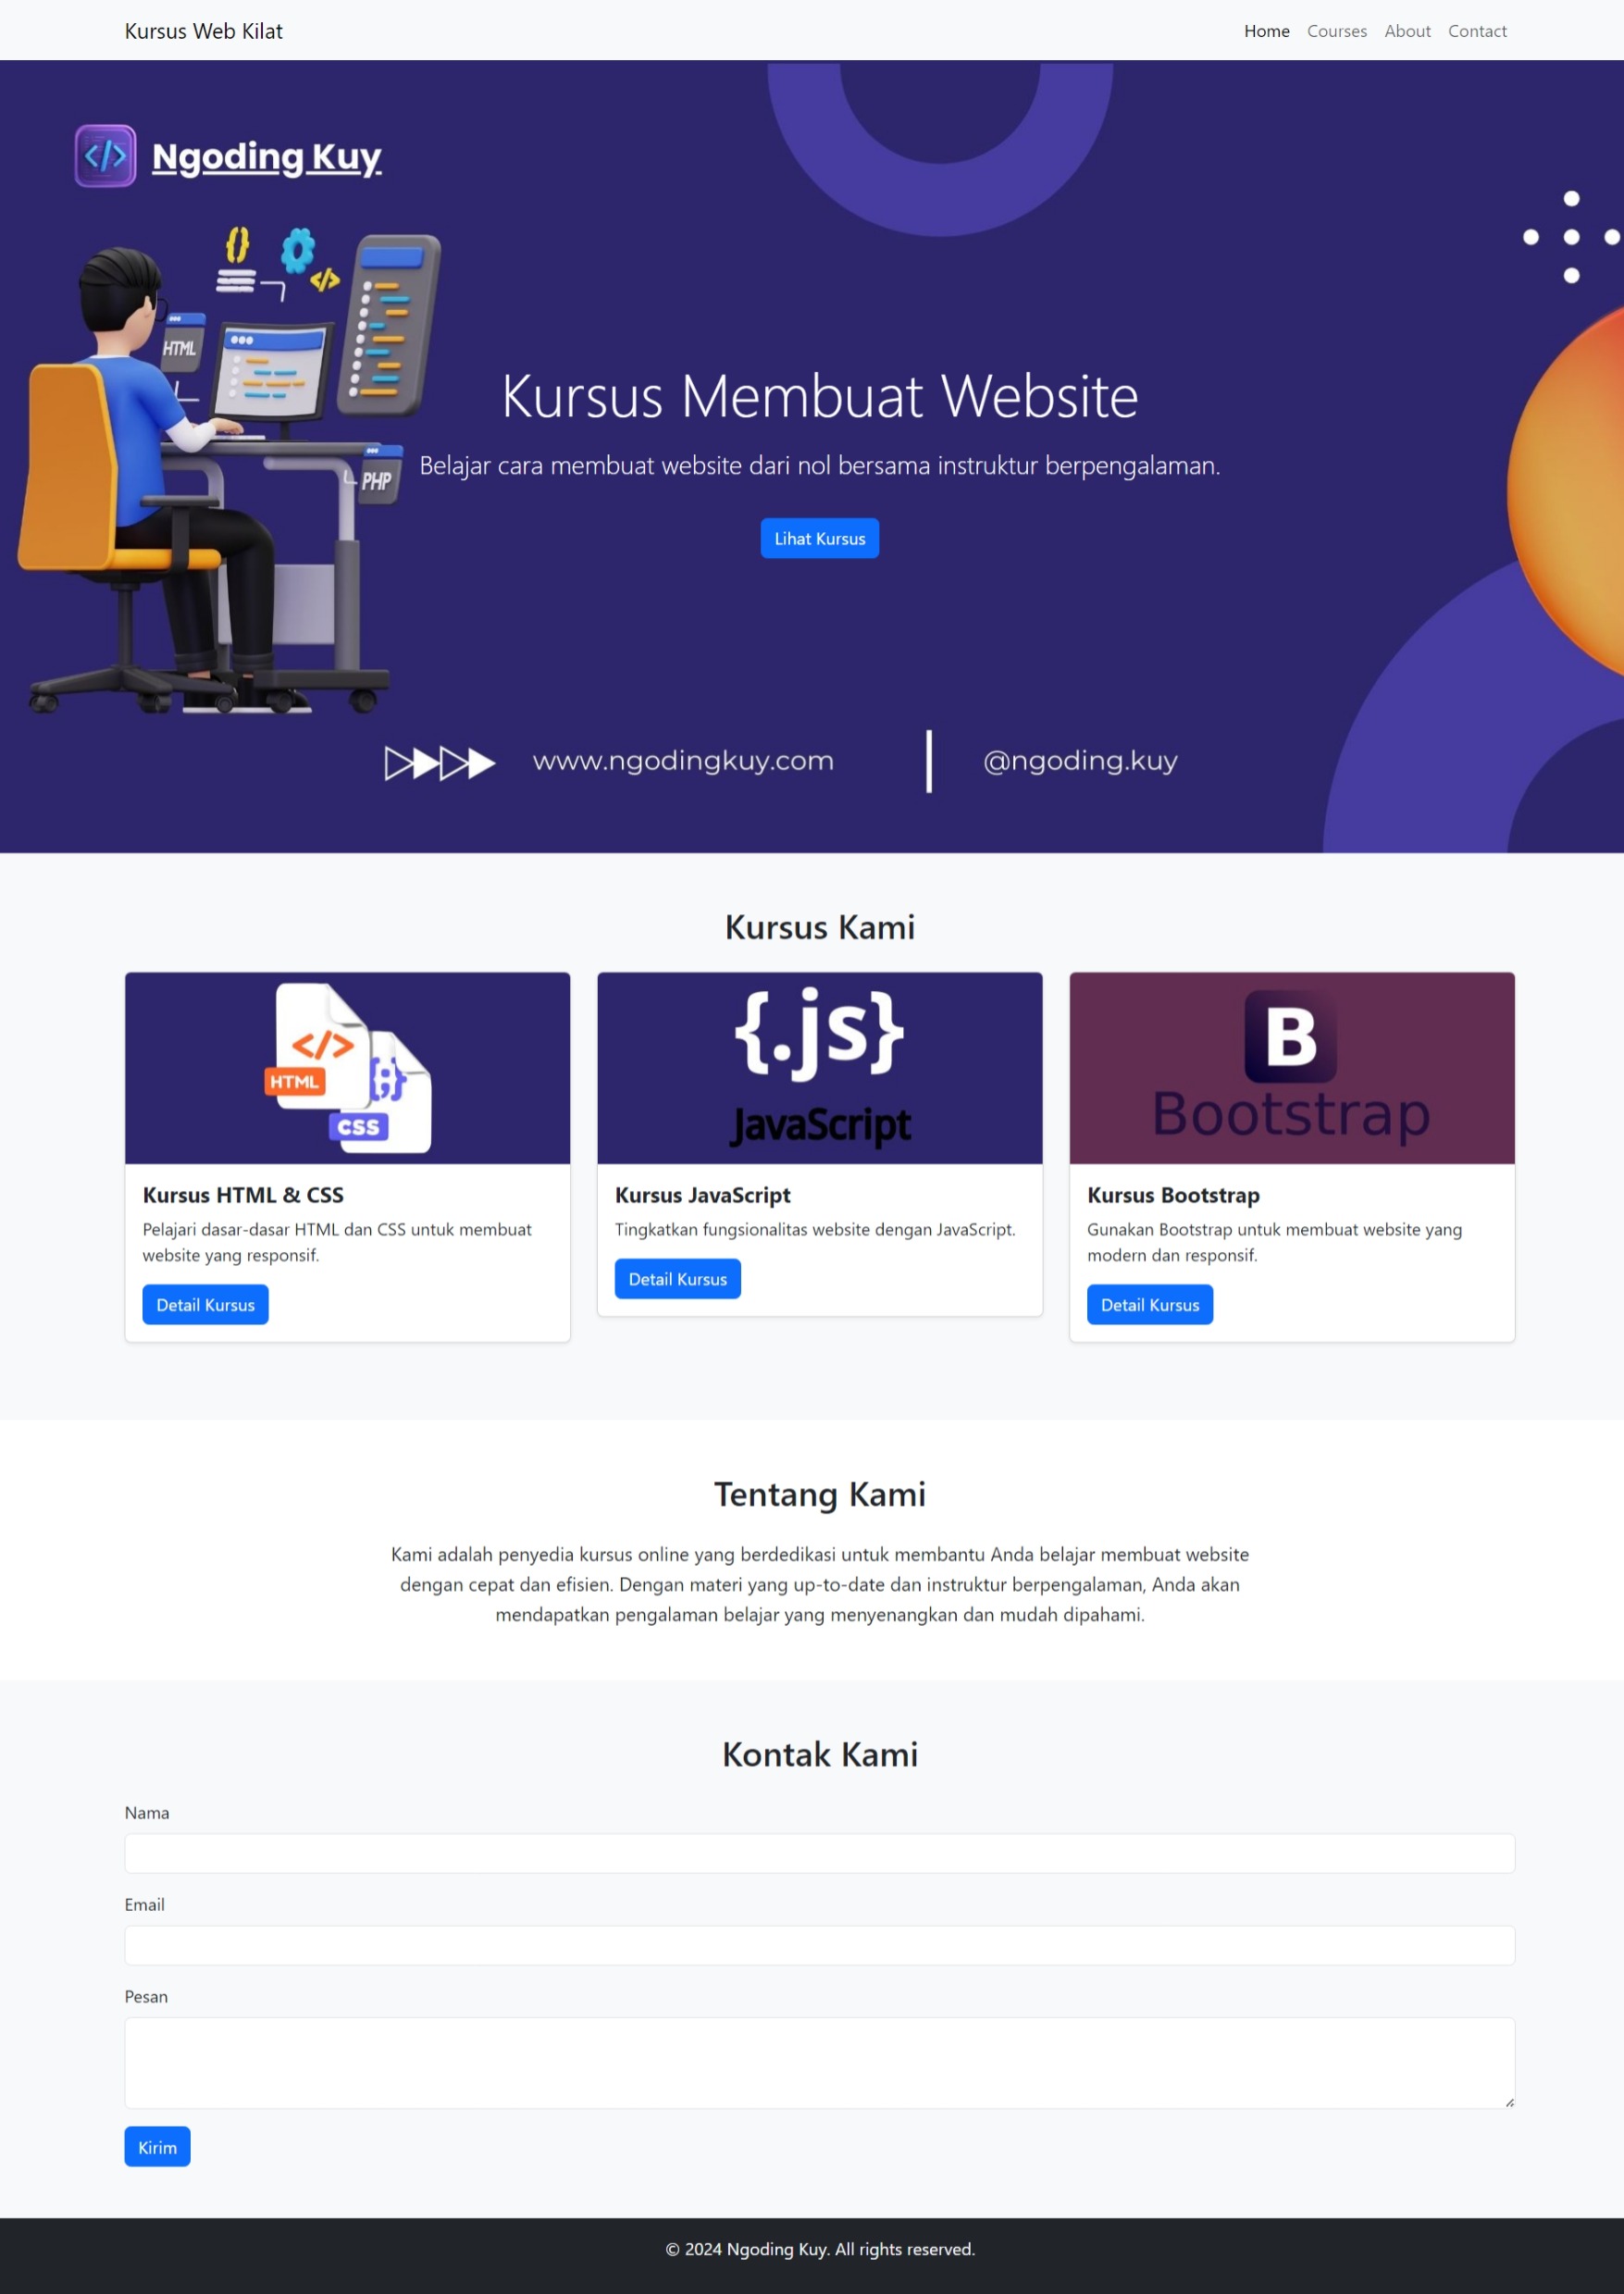 Kursus Web Kilat
Home Courses About Contact
</> Ngoding Kuy
{} </>
HTML
Kursus Membuat Website
Belajar cara membuat website dari nol bersama instruktur berpengalaman.
PHP
Lihat Kursus
www.ngodingkuy.com | @ngoding.kuy
Kursus Kami
</>
HTML
{;}
CSS
{.js}
JavaScript
B
Bootstrap
Kursus HTML & CSS
Pelajari dasar-dasar HTML dan CSS untuk membuat
website yang responsif.
Detail Kursus
Kursus JavaScript
Tingkatkan fungsionalitas website dengan JavaScript.
Detail Kursus
Kursus Bootstrap
Gunakan Bootstrap untuk membuat website yang
modern dan responsif.
Detail Kursus
Tentang Kami
Kami adalah penyedia kursus online yang berdedikasi untuk membantu Anda belajar membuat website
dengan cepat dan efisien. Dengan materi yang up-to-date dan instruktur berpengalaman, Anda akan
mendapatkan pengalaman belajar yang menyenangkan dan mudah dipahami.
Kontak Kami
Nama
Email
Pesan
Kirim
© 2024 Ngoding Kuy. All rights reserved.